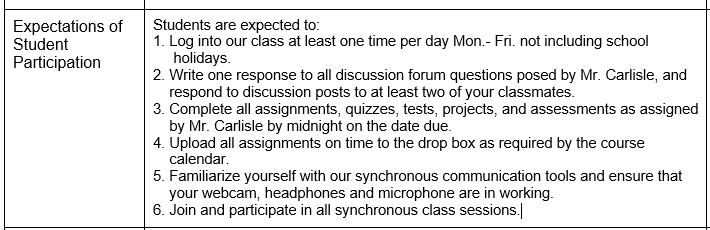 Expectations of
Student
Participation
Students are expected to:
1. Log into our class at least one time per day Mon.- Fri. not including school
holidays.
2. Write one response to all discussion forum questions posed by Mr. Carlisle, and
respond to discussion posts to at least two of your classmates.
3. Complete all assignments, quizzes, tests, projects, and assessments as assigned
by Mr. Carlisle by midnight on the date due.
4. Upload all assignments on time to the drop box as required by the course
calendar.
5. Familiarize yourself with our synchronous communication tools and ensure that
your webcam, headphones and microphone are in working.
6. Join and participate in all synchronous class sessions.